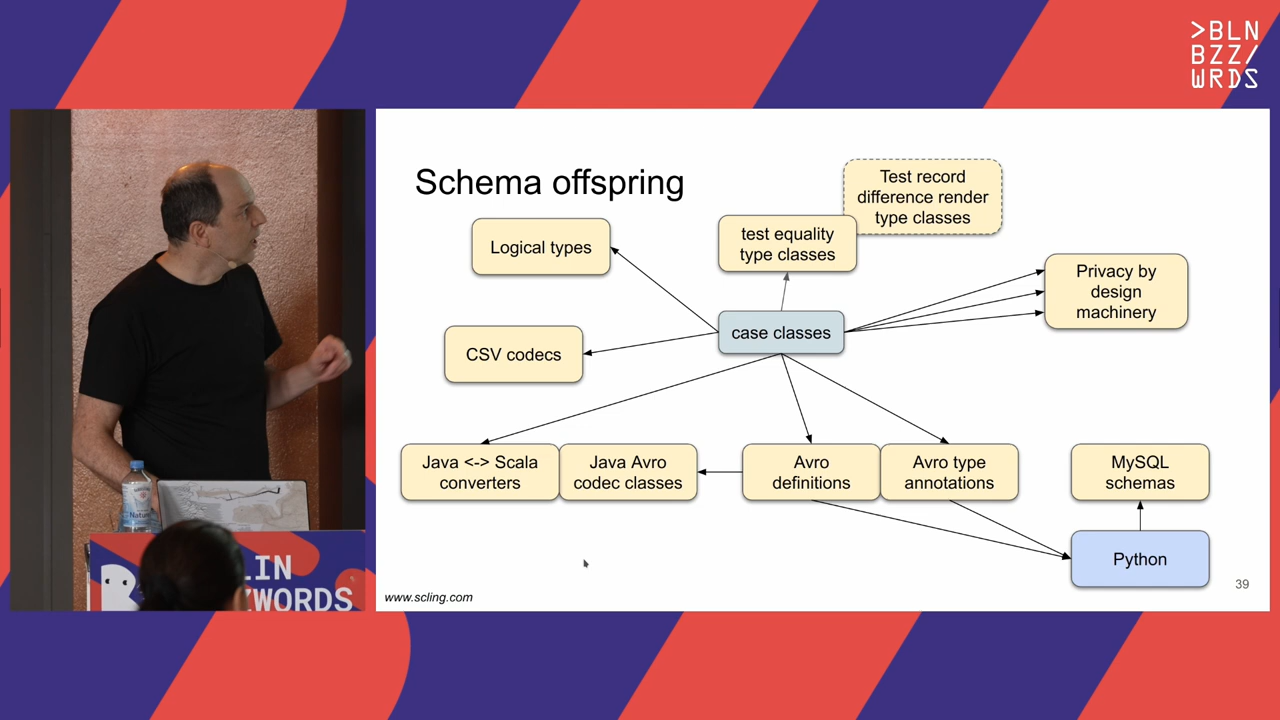 >BLN
BZZ/
WRDS
Schema offspring
Test record
difference render
type classes
test equality
type classes
Logical types
Privacy by
design
machinery
case classes
CSV codecs
Java <-> Scala
converters
Java Avro
codec classes
Avro
definitions
Avro type
annotations
MySQL
schemas
Python
www.scling.com
39
LIN
ZWORDS
B